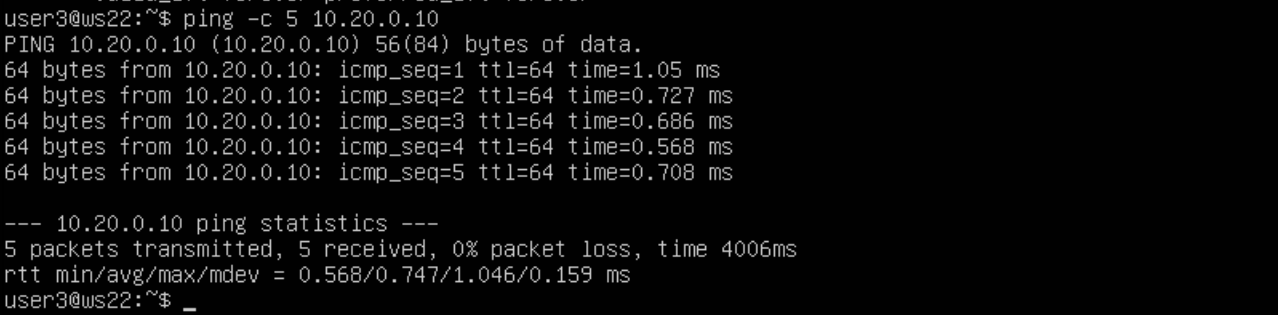 user3@ws22:~$ ping -c 5 10.20.0.10
PING 10.20.0.10 (10.20.0.10) 56(84) bytes of data.
64 bytes from 10.20.0.10: icmp_seq=1 ttl=64 time=1.05 ms
64 bytes from 10.20.0.10: icmp_seq=2 ttl=64 time=0.727 ms
64 bytes from 10.20.0.10: icmp_seq=3 ttl=64 time=0.686 ms
64 bytes from 10.20.0.10: icmp_seq=4 ttl=64 time=0.568 ms
64 bytes from 10.20.0.10: icmp_seq=5 ttl=64 time=0.708 ms

--- 10.20.0.10 ping statistics ---
5 packets transmitted, 5 received, 0% packet loss, time 4006ms
rtt min/avg/max/mdev = 0.568/0.747/1.046/0.159 ms
user3@ws22:~$ _